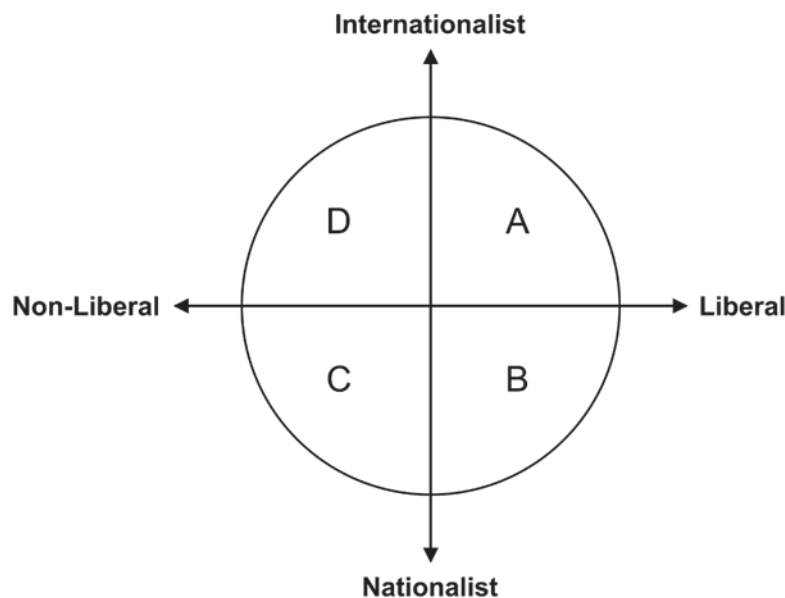 Internationalist
D
A
Non-Liberal
Liberal
C
B
Nationalist